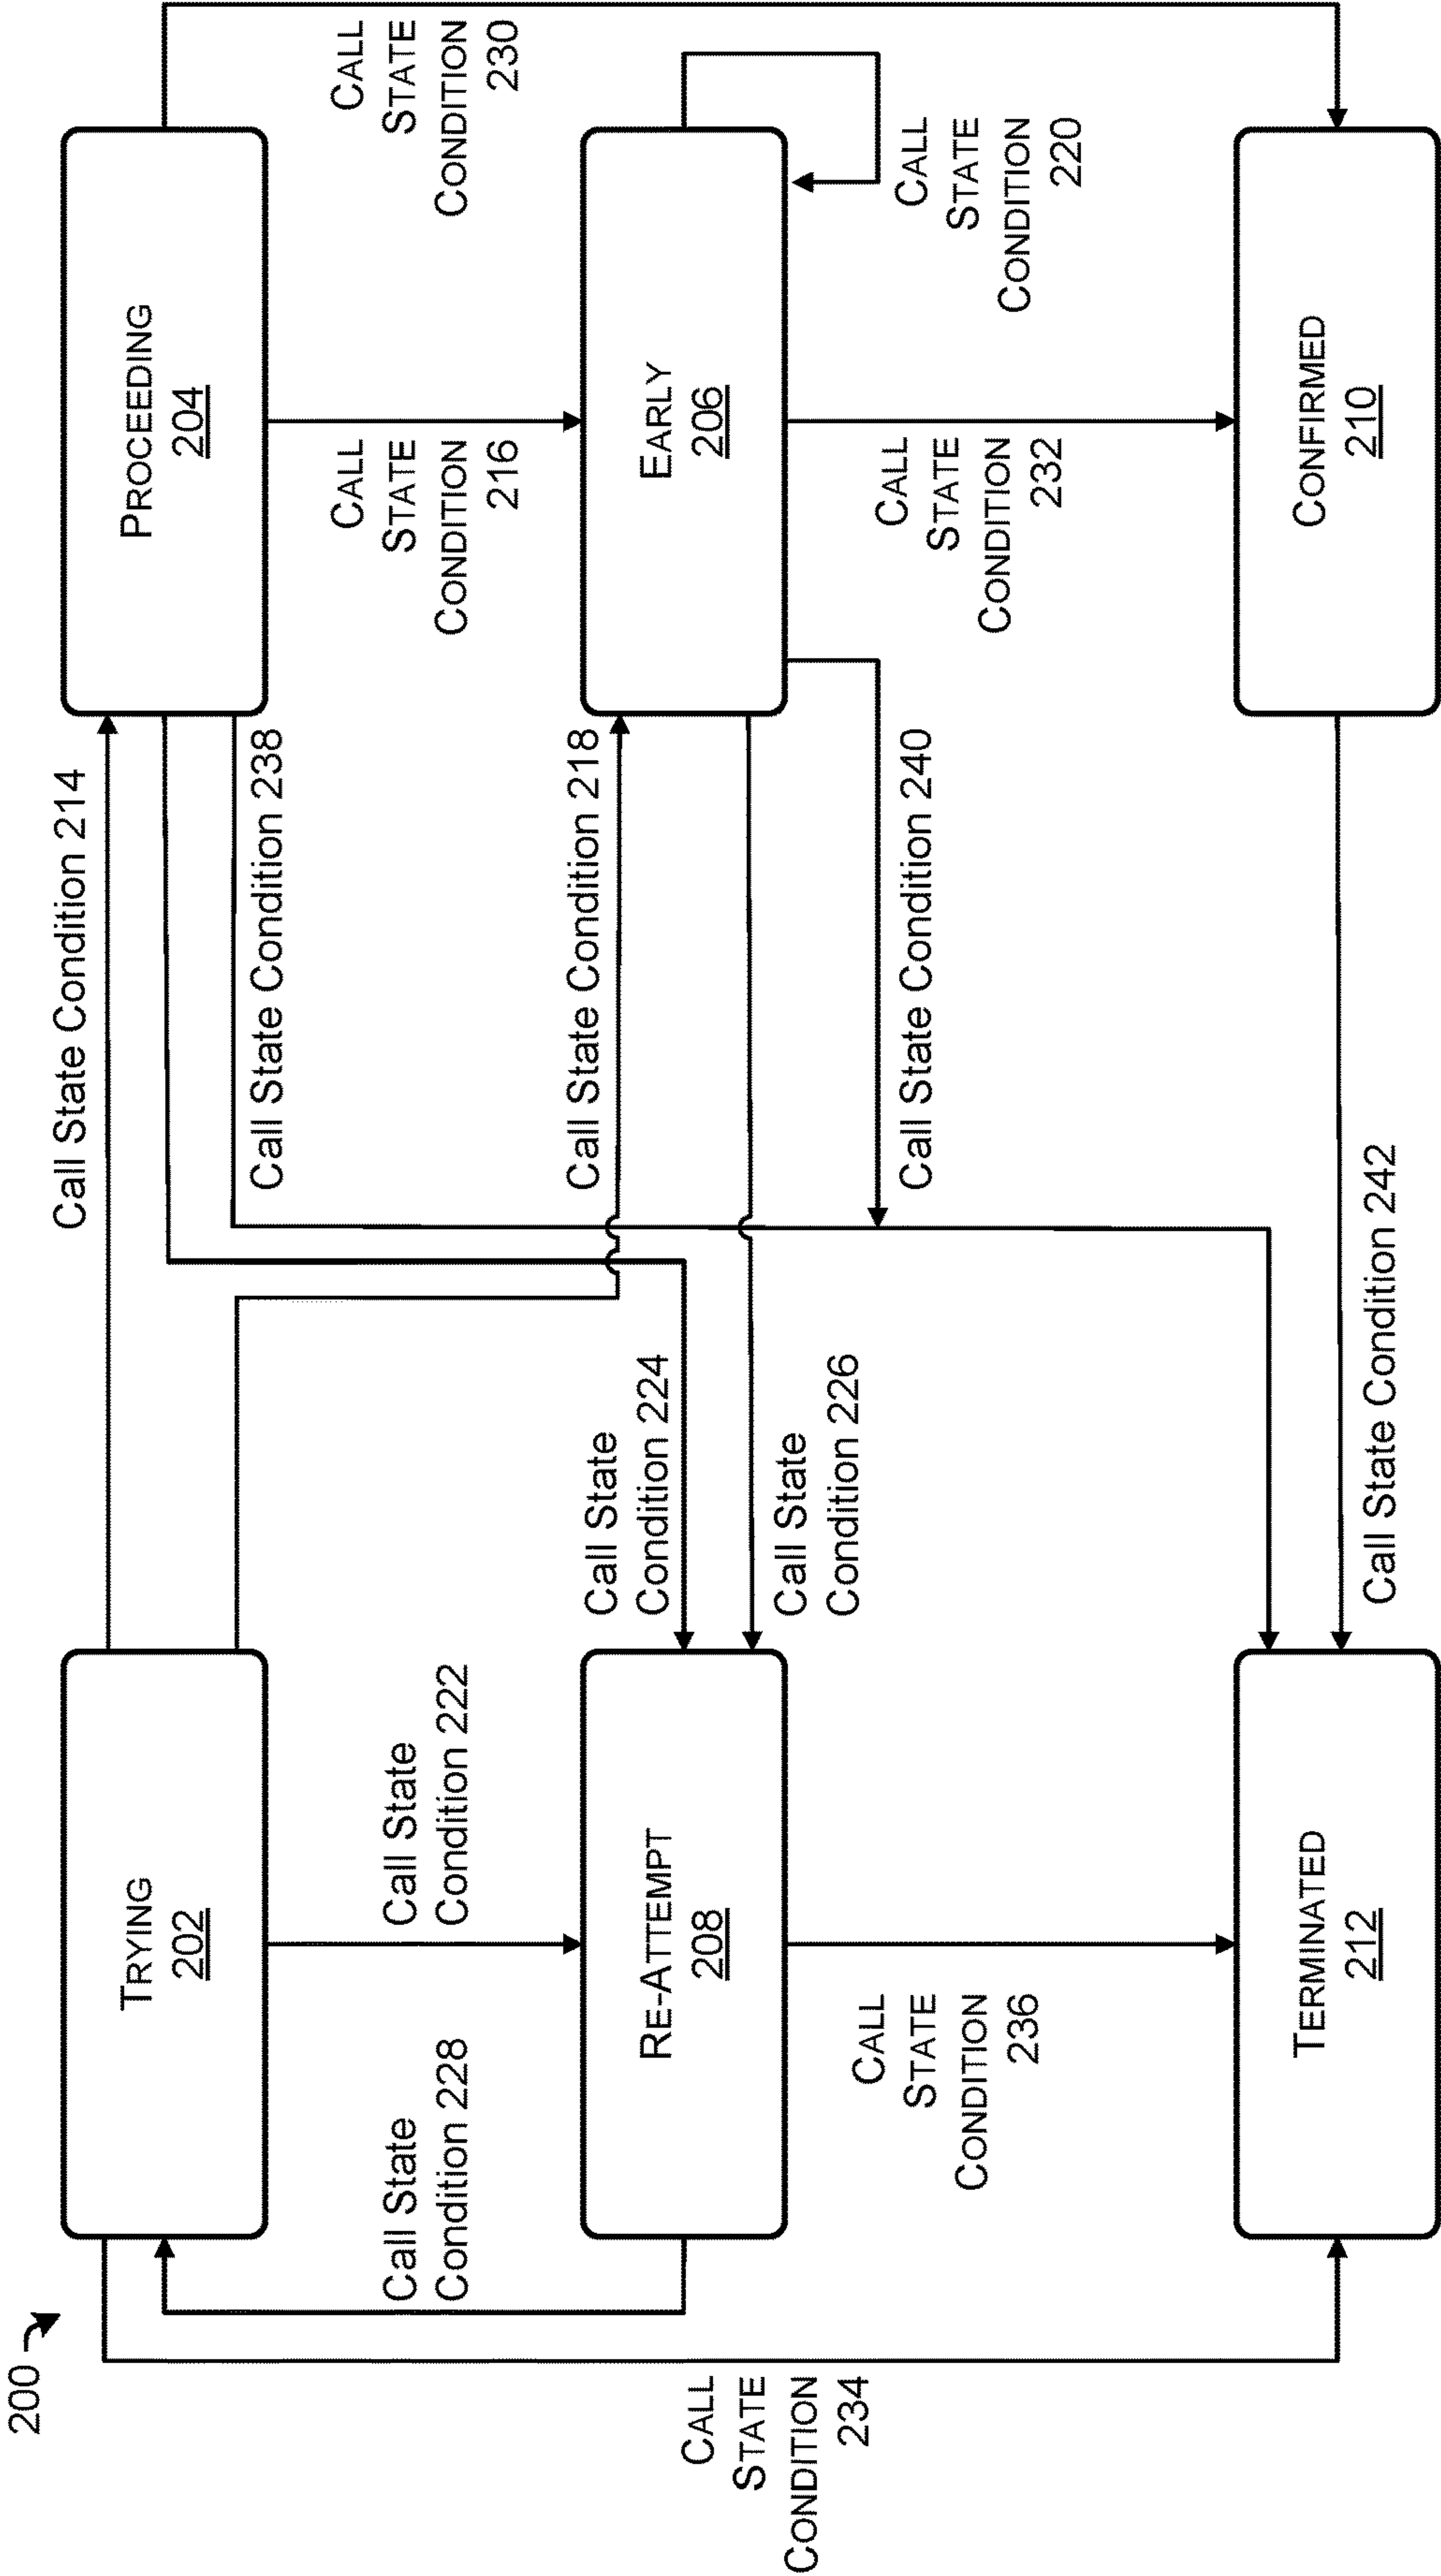 200
TRYING
202
Call State Condition 214
PROCEEDING
204
Call State Condition 238
Call State
Condition 228
Call State
Condition 222
CALL
STATE
CONDITION
216
CALL
STATE
CONDITION
230
Call State Condition 218
RE-ATTEMPT
208
Call State
Condition 224
Call State
Condition 226
EARLY
206
CALL
STATE
CONDITION
234
CALL
STATE
CONDITION
236
Call State Condition 240
CALL
STATE
CONDITION
232
CALL
STATE
CONDITION
220
TERMINATED
212
Call State Condition 242
CONFIRMED
210